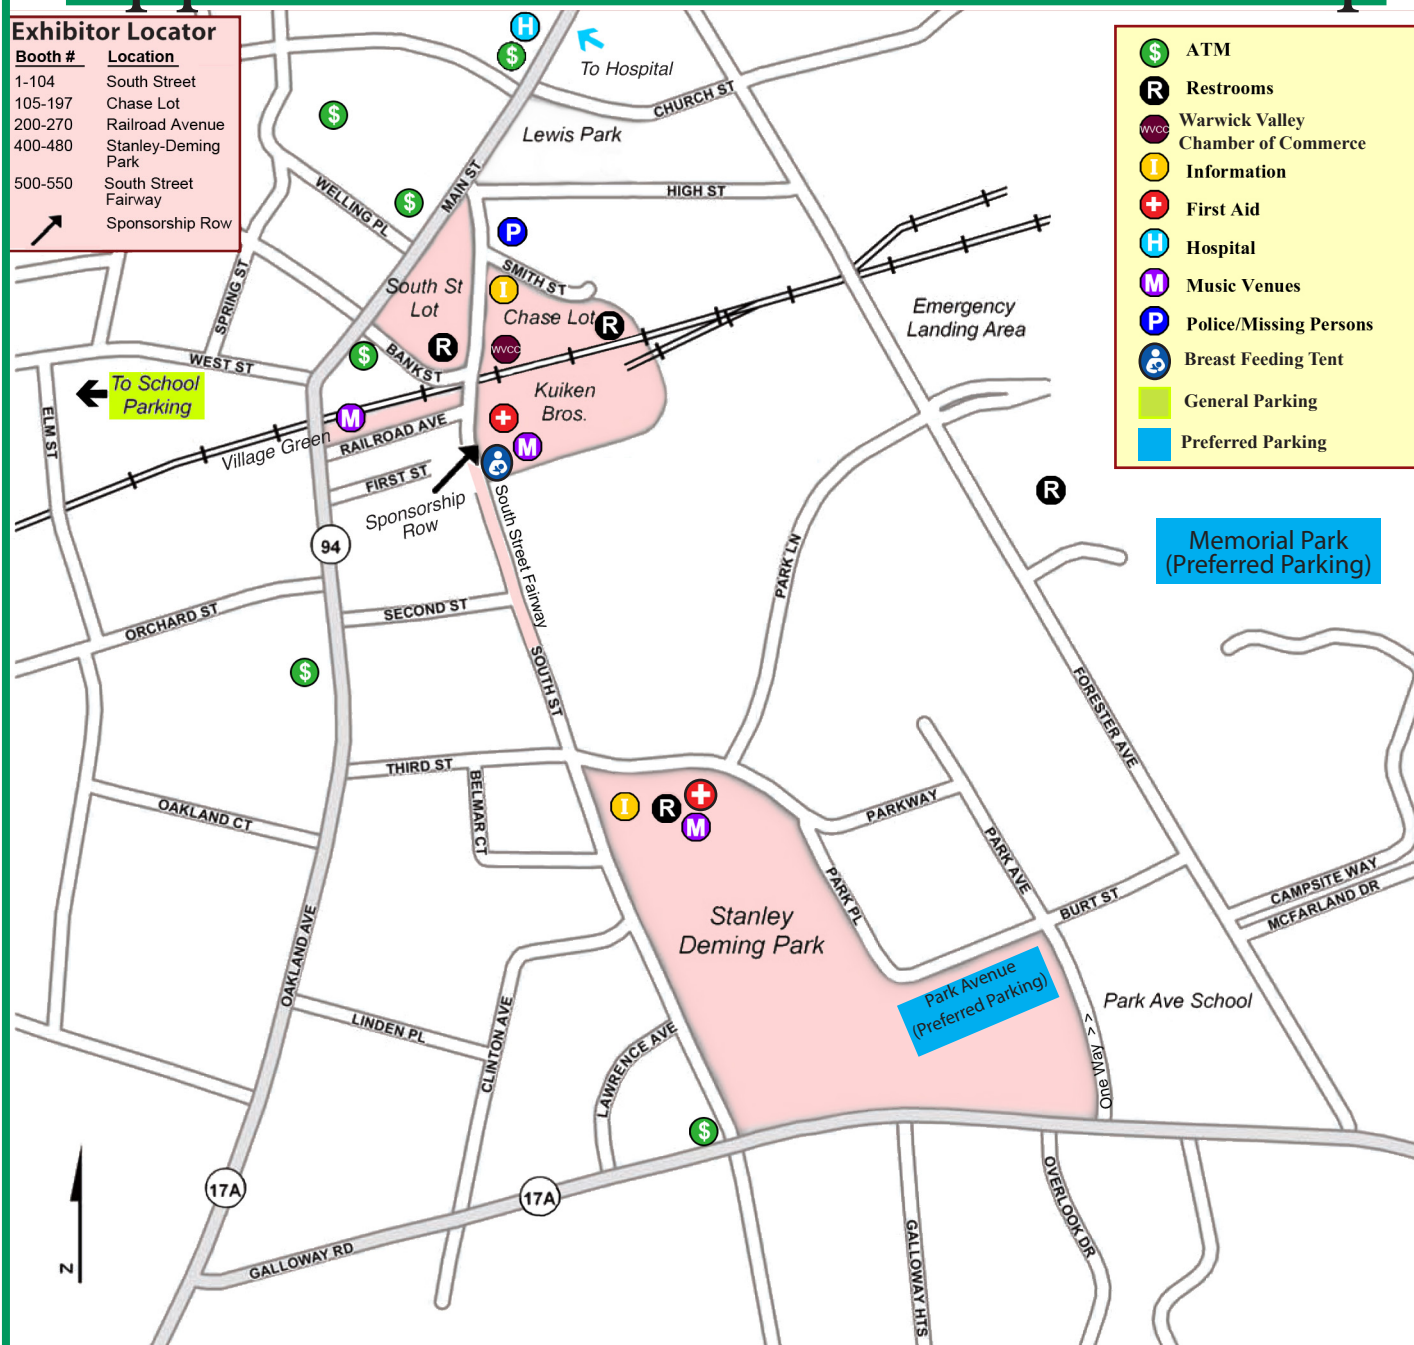 Exhibitor Locator
Booth # Location
1-104 South Street
105-197 Chase Lot
200-270 Railroad Avenue
400-480 Stanley-Deming
Park
500-550 South Street
Fairway
Sponsorship Row
$ ATM
R Restrooms
WVCC Warwick Valley
Chamber of Commerce
I Information
First Aid
H Hospital
M Music Venues
P Police/Missing Persons
Breast Feeding Tent
General Parking
Preferred Parking
H
$
To Hospital
$
CHURCH ST
Lewis Park
MAIN ST
HIGH ST
WELLING PL
$
P
SMITH ST
SPRING ST
South St
Lot
I
Chase Lot
R
Emergency
Landing Area
WEST ST
$
BANK ST
R
WVCC
To School
Parking
Kuiken
Bros.
ELM ST
M
Village Green
RAILROAD AVE
M
FIRST ST
Sponsorship
Row
South Street Fairway
R
Memorial Park
(Preferred Parking)
94
PARK LN
ORCHARD ST
SECOND ST
$
SOUTH ST
FORESTER AVE
THIRD ST
BELMAR CT
OAKLAND CT
I
R
M
PARKWAY
PARK AVE
PARK PL
BURT ST
CAMPSITE WAY
MCFARLAND DR
Stanley
Deming Park
OAKLAND AVE
Park Avenue
(Preferred Parking)
Park Ave School
LINDEN PL
CLINTON AVE
LAWRENCE AVE
One Way > >
$
17A
17A
GALLOWAY RD
GALLOWAY HTS
OVERLOOK DR
N